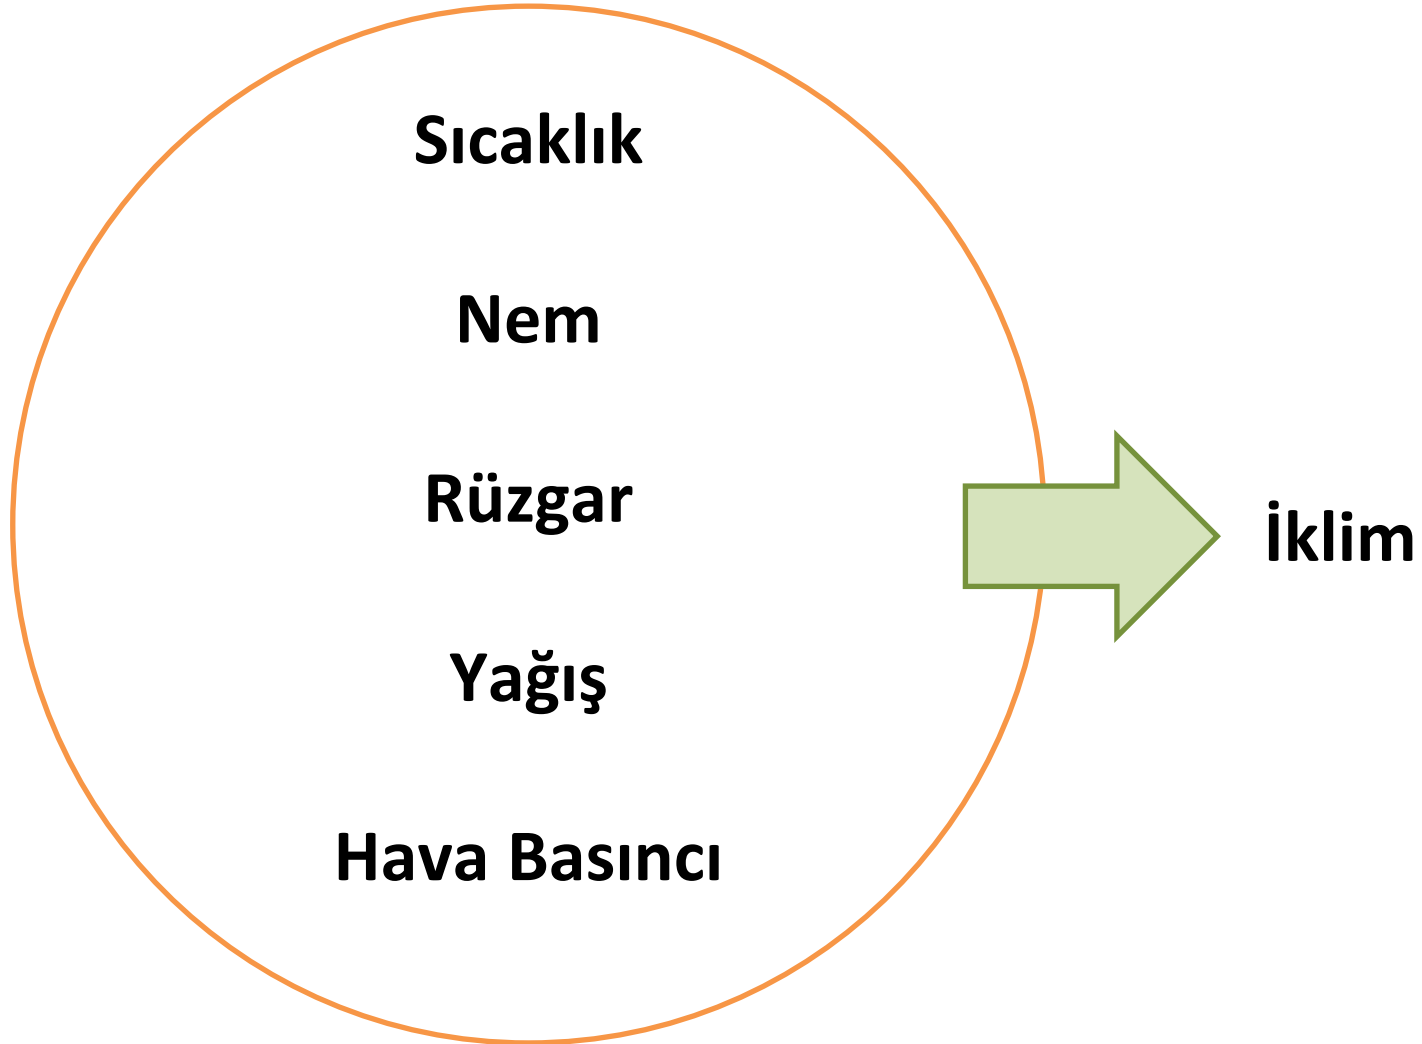 Sıcaklık
Nem
Rüzgar
Yağış
Hava Basıncı
İklim